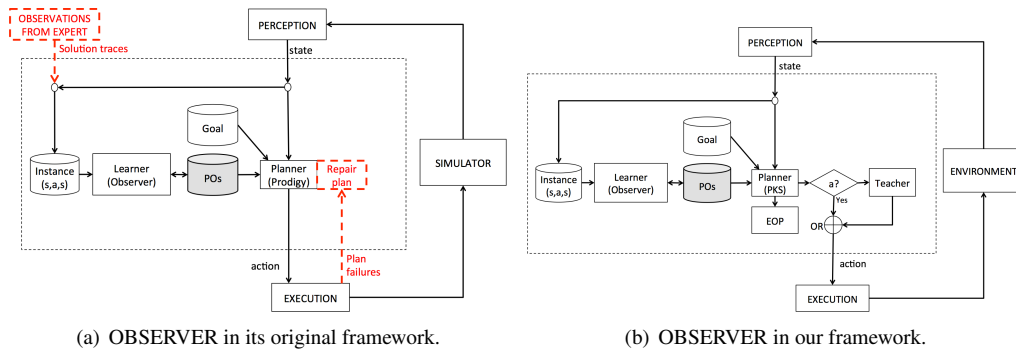 OBSERVATIONS
FROM EXPERT
Solution traces
PERCEPTION
state
Goal
Instance
(s,a,s)
Learner
(Observer)
POs
Planner
(Prodigy)
Repair
plan
SIMULATOR
action
Plan
failures
EXECUTION
(a) OBSERVER in its original framework.
PERCEPTION
state
Goal
Instance
(s,a,s)
Learner
(Observer)
POs
Planner
(PKS)
a?
Teacher
Yes
EOP
OR
ENVIRONMENT
action
EXECUTION
(b) OBSERVER in our framework.